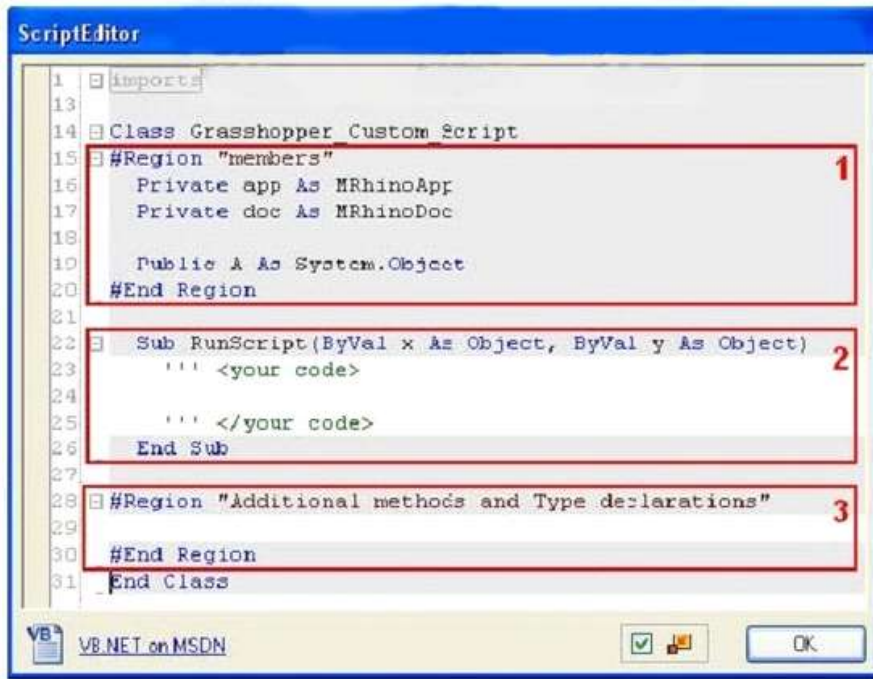 ScriptEditor
1 imports
13
14 Class Grasshopper_Custom_Script
15 #Region "members"
1
16 Private app As MRhinoApp
17 Private doc As MRhinoDoc
18
19 Public A As System.Object
20 #End Region
21
22 Sub RunScript(ByVal x As Object, ByVal y As Object)
2
23 ''' <your code>
24
25 ''' </your code>
26 End Sub
27
28 #Region "Additional methods and Type declarations"
3
29
30 #End Region
31 End Class
VB VB.NET on MSDN
OK